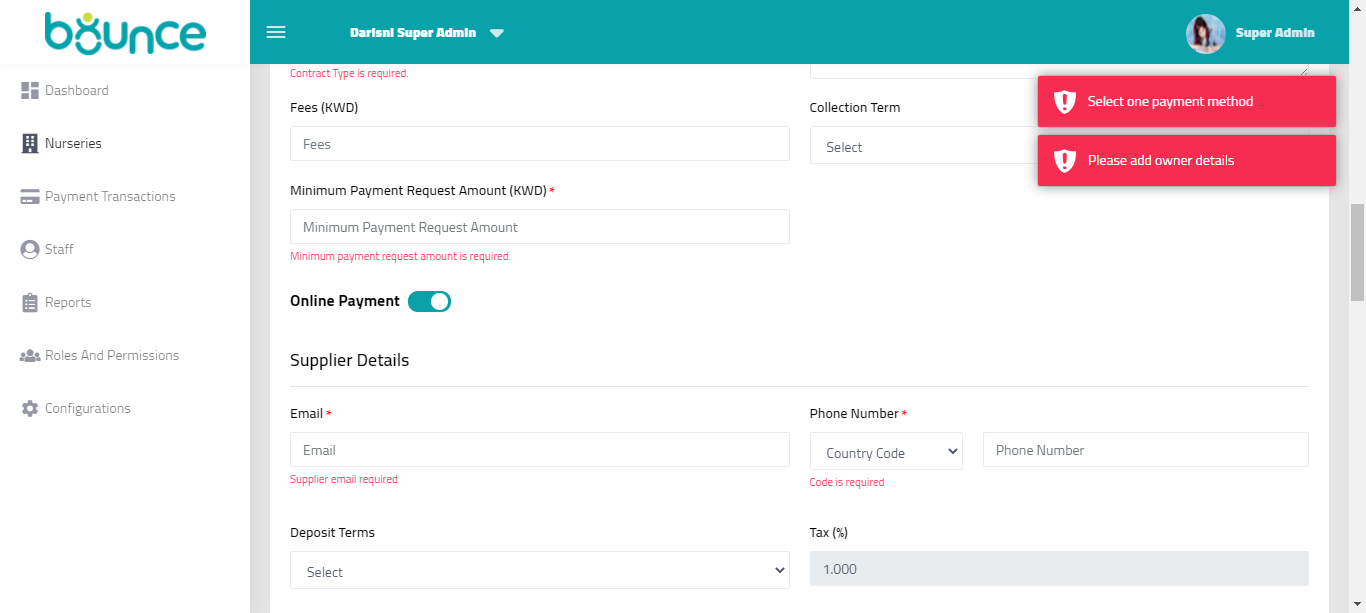 bounce
Darisni Super Admin
Super Admin
Dashboard
Nurseries
Payment Transactions
Staff
Reports
Roles And Permissions
Configurations
Contract Type is required.
Select one payment method
Please add owner details
Fees (KWD)
Collection Term
Fees
Select
Minimum Payment Request Amount (KWD) *
Minimum Payment Request Amount
Minimum payment request amount is required
Online Payment
Supplier Details
Email *
Phone Number *
Email
Country Code
Phone Number
Supplier email required
Code is required
Deposit Terms
Tax (%)
Select
1.000